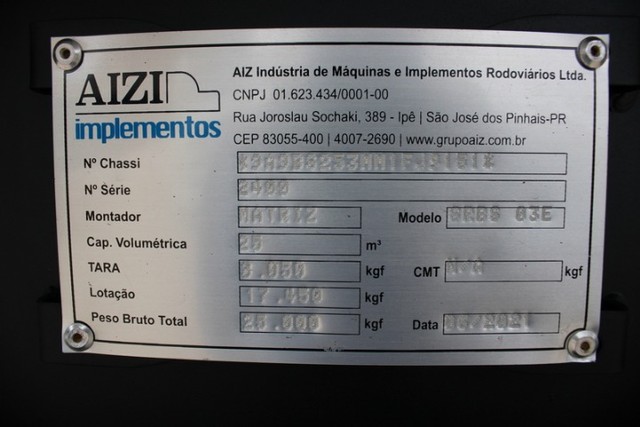 AIZI
implementos
AIZ Indústria de Máquinas e Implementos Rodoviários Ltda.
CNPJ 01.623.434/0001-00
Rua Joroslau Sochaki, 389 - Ipê | São José dos Pinhais-PR
CEP 83055-400 | 4007-2690 | www.grupoaiz.com.br
Nº Chassi
Nº Série 2400
Montador MATRIZ Modelo
Cap. Volumétrica 25 m³
TARA kgf CMT N/A kgf
Lotação kgf
Peso Bruto Total kgf Data